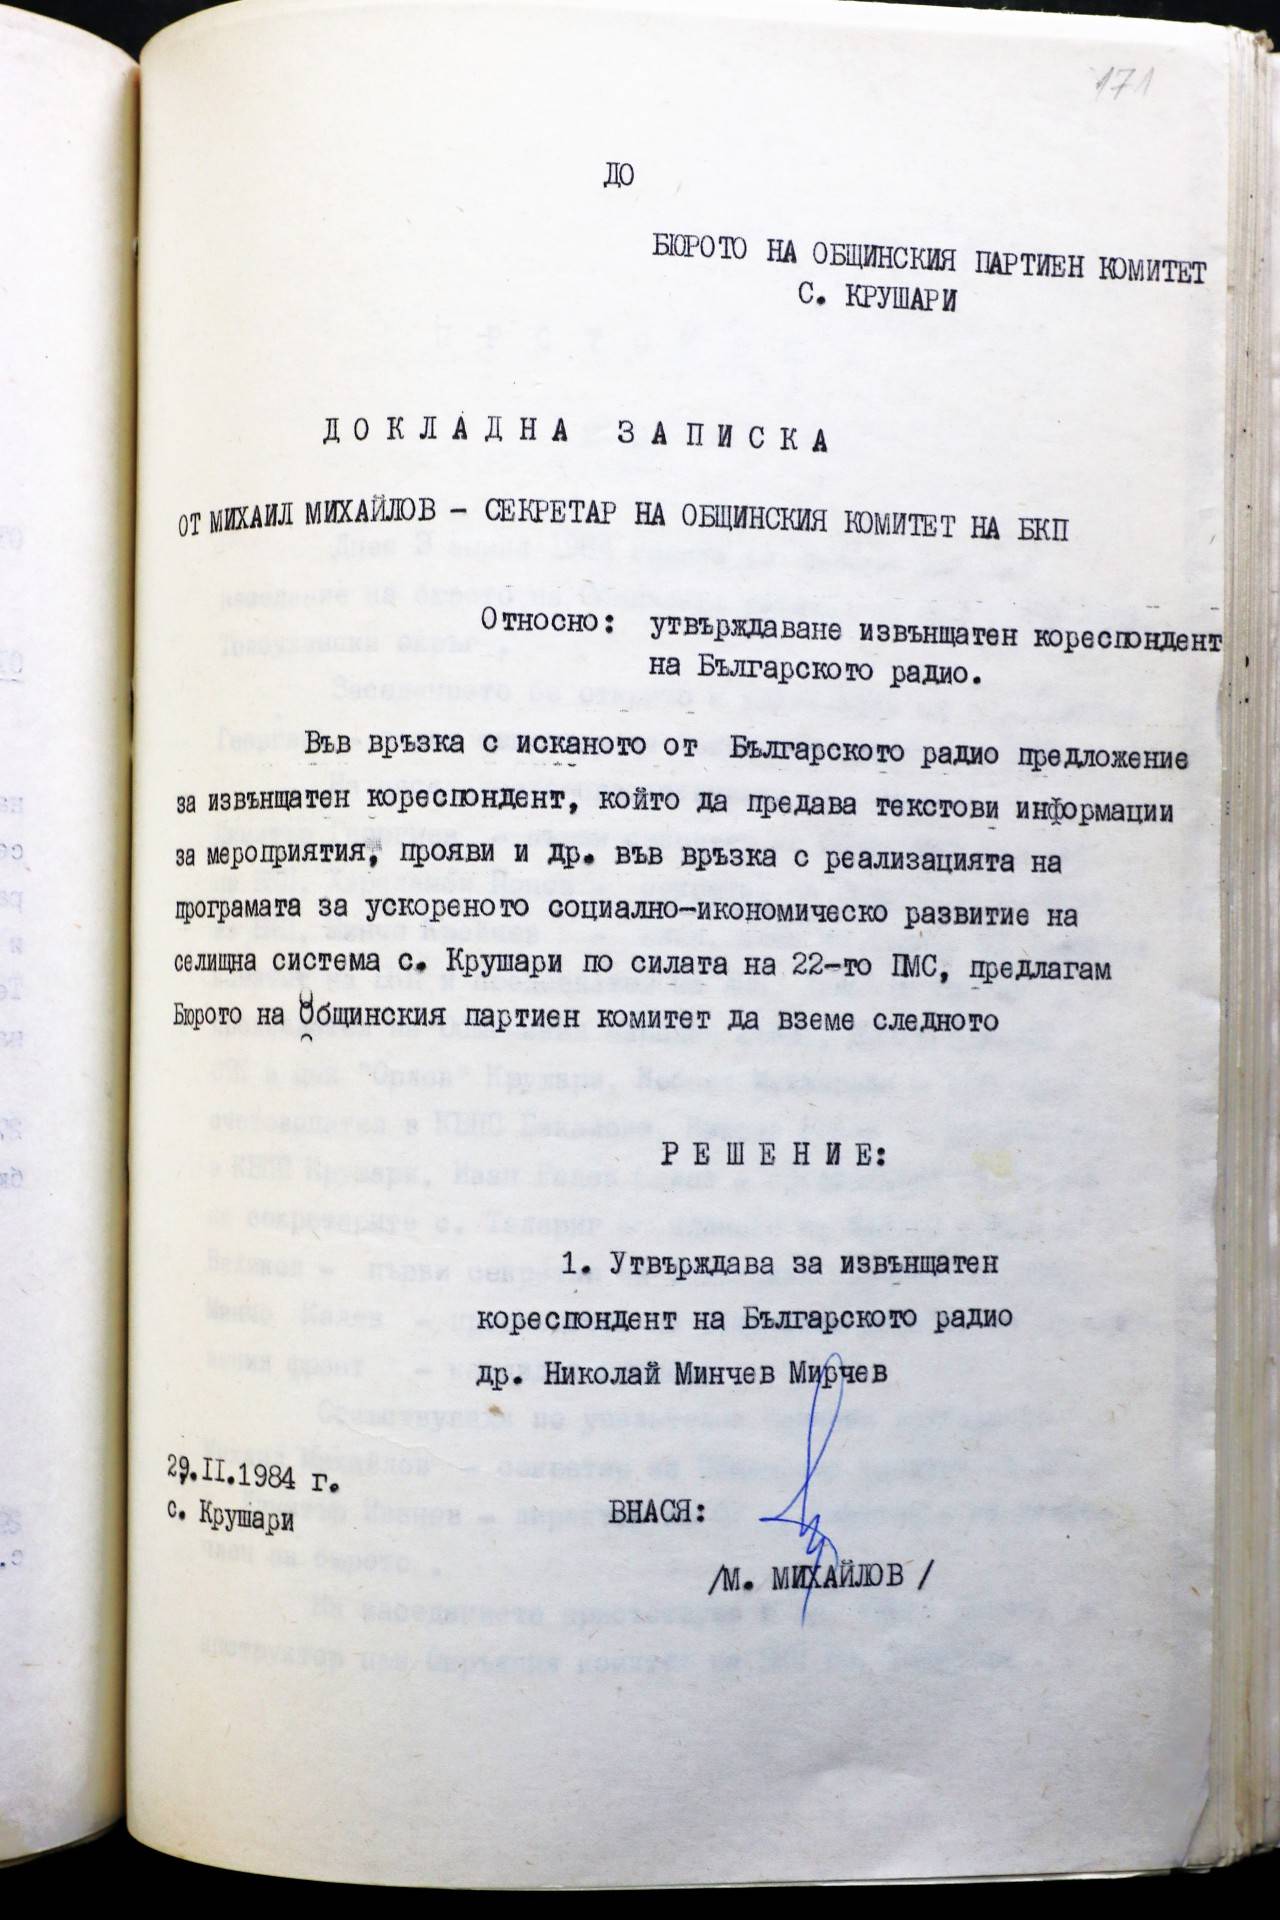 171
ДО
БЮРОТО НА ОБЩИНСКИЯ ПАРТИЕН КОМИТЕТ
С. КРУШАРИ
ДОКЛАДНА ЗАПИСКА
ОТ МИХАИЛ МИХАЙЛОВ – СЕКРЕТАР НА ОБЩИНСКИЯ КОМИТЕТ НА БКП
Относно: утвърждаване извънщатен кореспондент
на Българското радио.
Във връзка с исканото от Българското радио предложение
за извънщатен кореспондент, който да предава текстови информации
за мероприятия, прояви и др. във връзка с реализацията на
програмата за ускореното социално-икономическо развитие на
селищна система с. Крушари по силата на 22-то ПМС, предлагам
Бюрото на Общинския партиен комитет да вземе следното
РЕШЕНИЕ:
1. Утвърждава за извънщатен
кореспондент на Българското радио
др. Николай Минчев Мирчев
29.II.1984 г.
с. Крушари
ВНАСЯ:
/М. МИХАЙЛОВ /